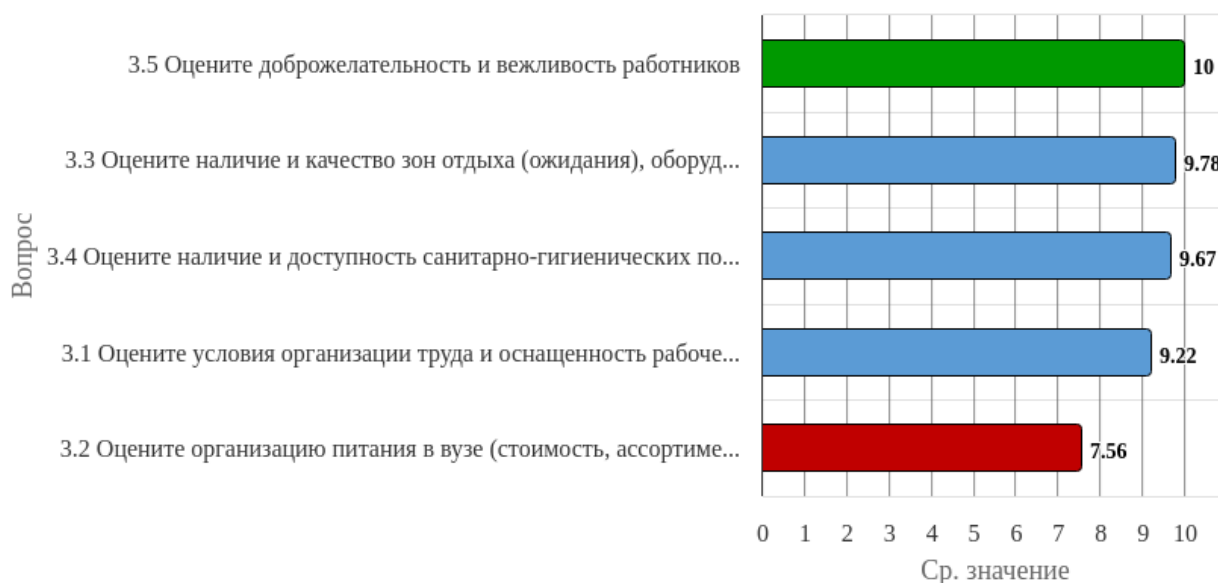 3.5 Оцените доброжелательность и вежливость работников
10
3.3 Оцените наличие и качество зон отдыха (ожидания), оборуд...
9.78
3.4 Оцените наличие и доступность санитарно-гигиенических по...
9.67
3.1 Оцените условия организации труда и оснащенность рабоче...
9.22
3.2 Оцените организацию питания в вузе (стоимость, ассортиме...
7.56
Вопрос
0 1 2 3 4 5 6 7 8 9 10
Ср. значение